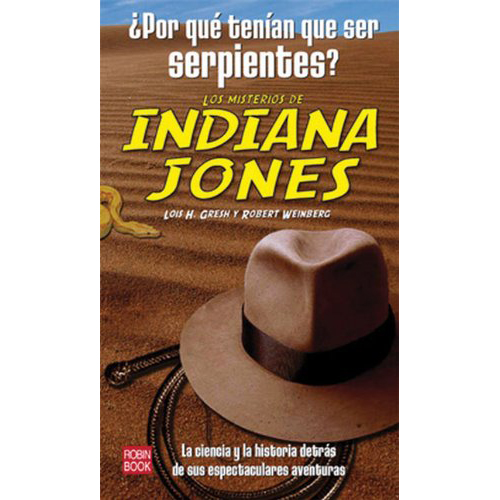 ¿Por qué tenían que ser
serpientes?
Los misterios de
INDIANA
JONES
Lois H. Gresh y Robert Weinberg
La ciencia y la historia detrás
de sus espectaculares aventuras
ROBIN
BOOK